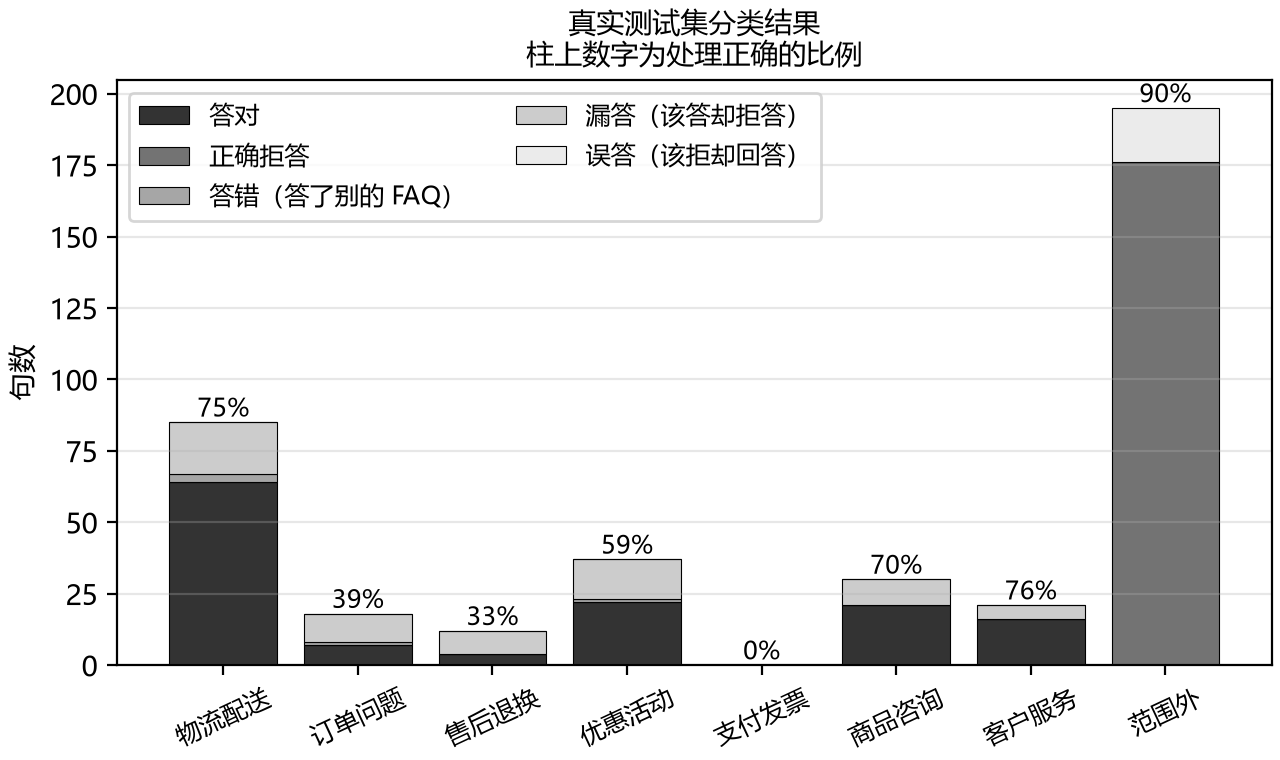 真实测试集分类结果
柱上数字为处理正确的比例
200
175
150
125
100
75
50
25
0
句数
答对
正确拒答
答错（答了别的 FAQ）
漏答（该答却拒答）
误答（该拒却回答）
75%
39%
33%
59%
0%
70%
76%
90%
物流配送
订单问题
售后退换
优惠活动
支付发票
商品咨询
客户服务
范围外